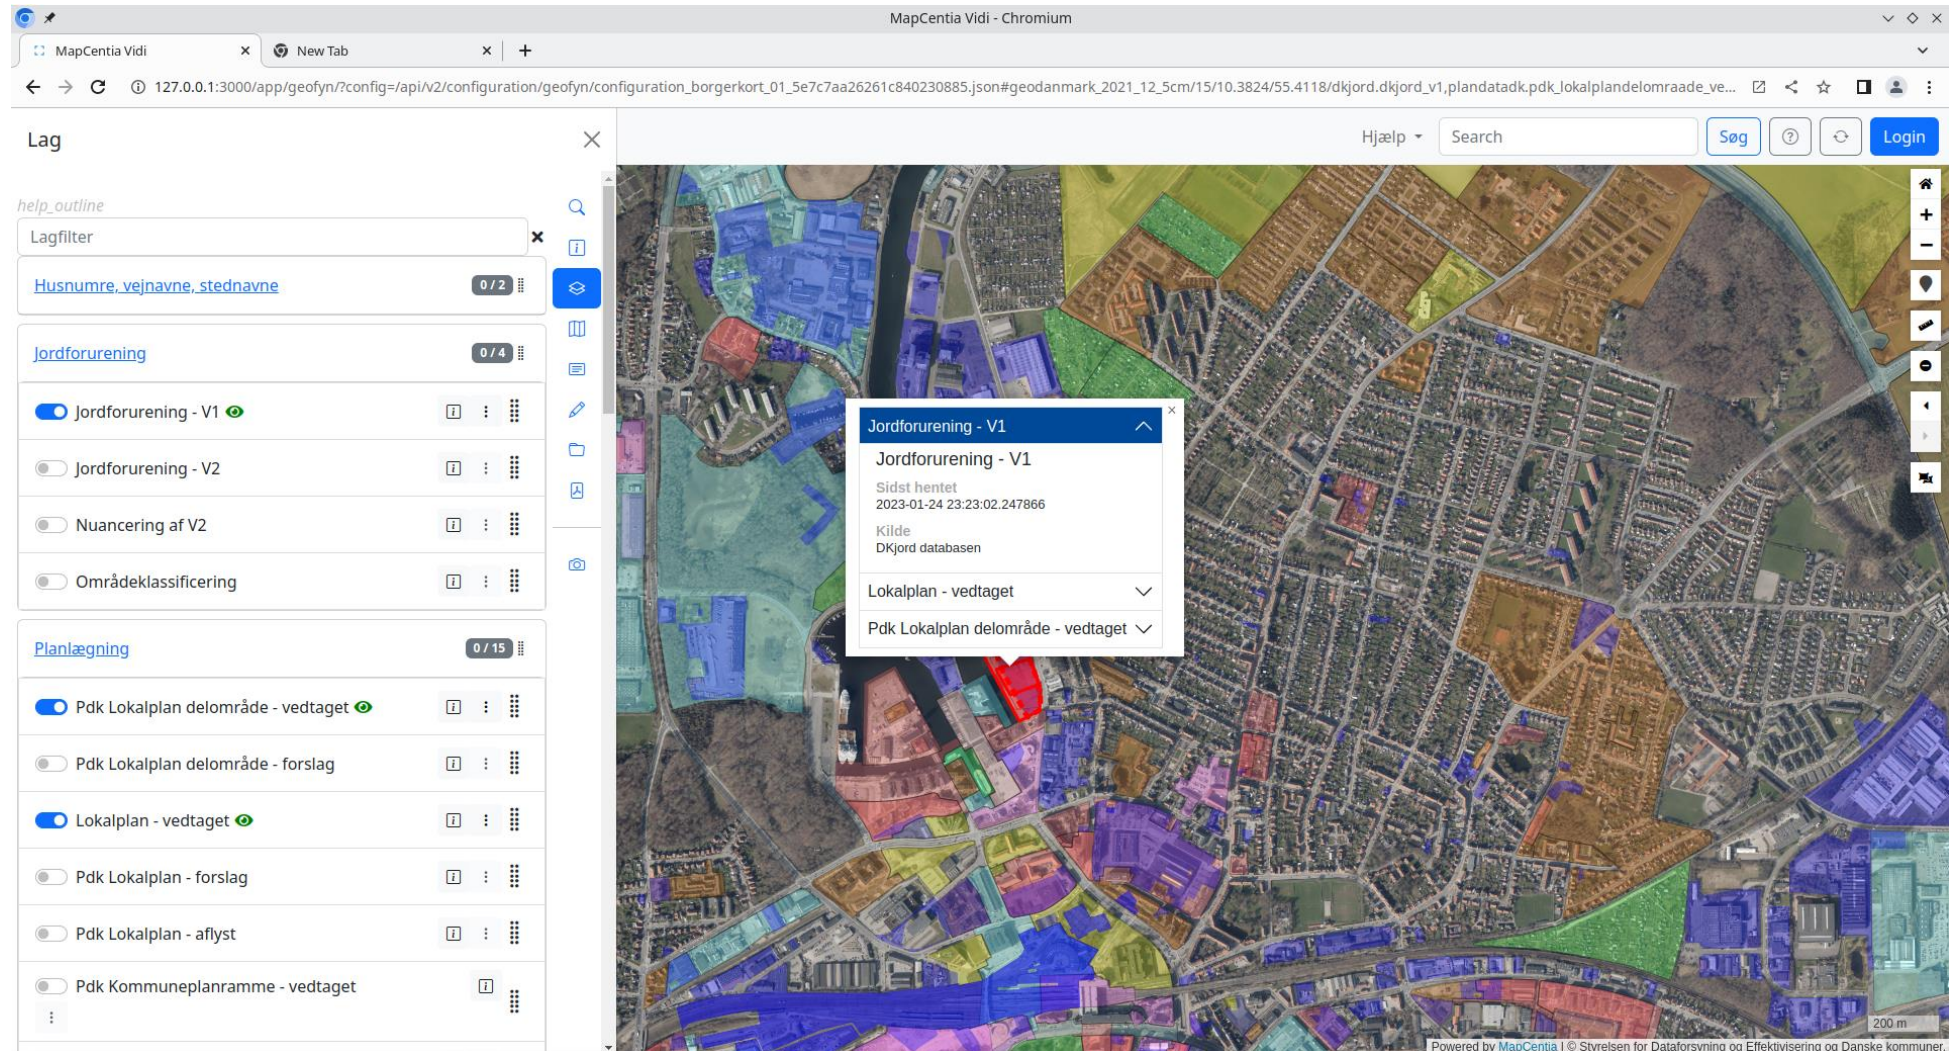 MapCentia Vidi - Chromium
MapCentia Vidi
New Tab
127.0.0.1:3000/app/geofyn/?config=/api/v2/configuration/geofyn/configuration_borgerkort_01_5e7c7aa26261c840230885.json#geodanmark_2021_12_5cm/15/10.3824/55.4118/dkjord.dkjord_v1,plandatadk.pdk_lokalplandelomraade_ve...
Lag
Hjælp
Search
Søg
Login
help_outline
Lagfilter
Husnumre, vejnavne, stednavne 0 / 2
Jordforurening 0 / 4
Jordforurening - V1
Jordforurening - V2
Nuancering af V2
Områdeklassificering
Planlægning 0 / 15
Pdk Lokalplan delområde - vedtaget
Pdk Lokalplan delområde - forslag
Lokalplan - vedtaget
Pdk Lokalplan - forslag
Pdk Lokalplan - aflyst
Pdk Kommuneplanramme - vedtaget
Jordforurening - V1
Jordforurening - V1
Sidst hentet
2023-01-24 23:23:02.247866
Kilde
DKjord databasen
Lokalplan - vedtaget
Pdk Lokalplan delområde - vedtaget
200 m
Powered by MapCentia | © Styrelsen for Dataforsyning og Effektivisering og Danske kommuner.